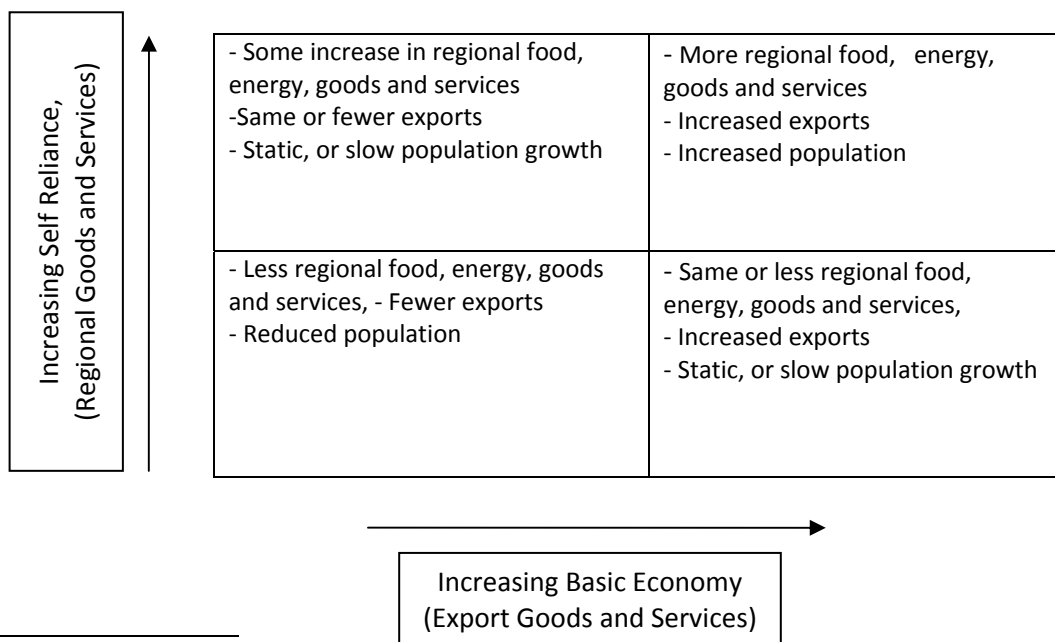 Increasing Self Reliance,
(Regional Goods and Services)
- Some increase in regional food,
energy, goods and services
-Same or fewer exports
- Static, or slow population growth
- More regional food, energy,
goods and services
- Increased exports
- Increased population
- Less regional food, energy, goods
and services, - Fewer exports
- Reduced population
- Same or less regional food,
energy, goods and services,
- Increased exports
- Static, or slow population growth
Increasing Basic Economy
(Export Goods and Services)